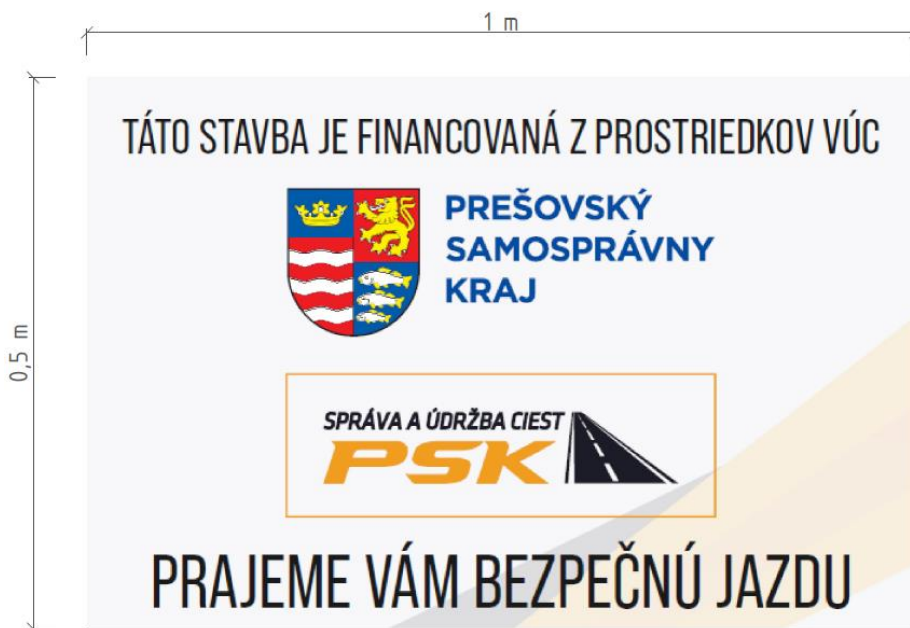 1 m
0,5 m
TÁTO STAVBA JE FINANCOVANÁ Z PROSTRIEDKOV VÚC
PREŠOVSKÝ
SAMOSPRÁVNY
KRAJ
SPRÁVA A ÚDRŽBA CIEST
PSK
PRAJEME VÁM BEZPEČNÚ JAZDU